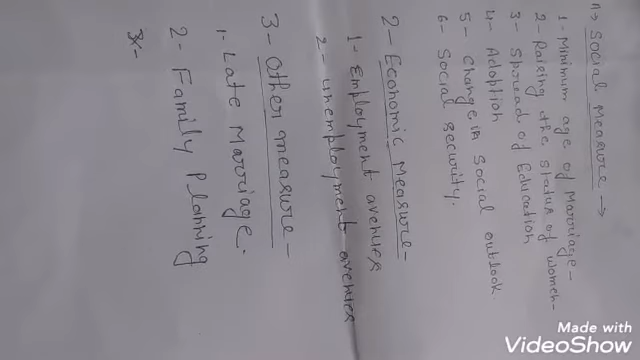 1) Social Measure →
1- Minimum age of Marriage-
2- Raising the status of women-
3- Spread of Education
4- Adoption
5- Change in Social outlook.
6- Social Security.
2- Economic Measure-
1- Employment avenues
2- Unemployment avenues
3- Other measure-
1- Late Marriage.
2- Family Planning
3-
Made with
VideoShow